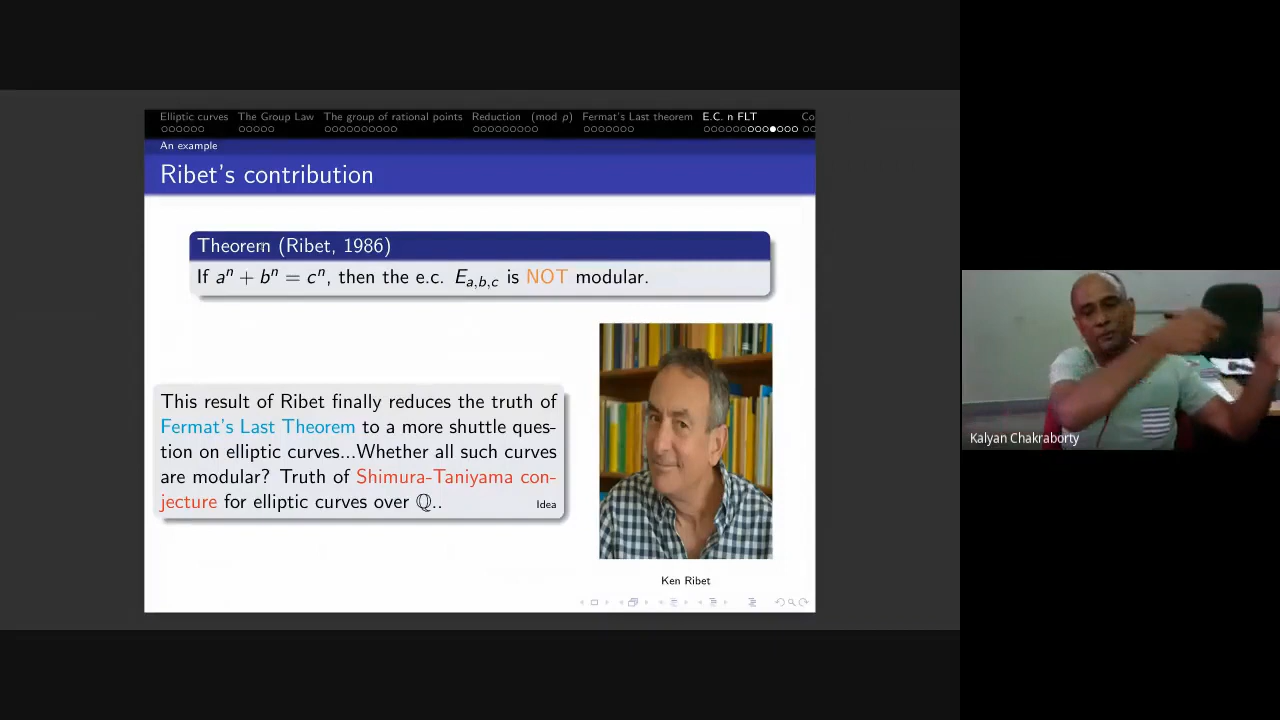 Elliptic curves The Group Law The group of rational points Reduction (mod p) Fermat's Last theorem E.C. n FLT Co
An example
Ribet's contribution
Theorem (Ribet, 1986)
If aⁿ + bⁿ = cⁿ, then the e.c. E_{a,b,c} is NOT modular.
This result of Ribet finally reduces the truth of
Fermat's Last Theorem to a more shuttle ques-
tion on elliptic curves...Whether all such curves
are modular? Truth of Shimura-Taniyama con-
jecture for elliptic curves over ℚ..
Idea
Ken Ribet
Kalyan Chakraborty